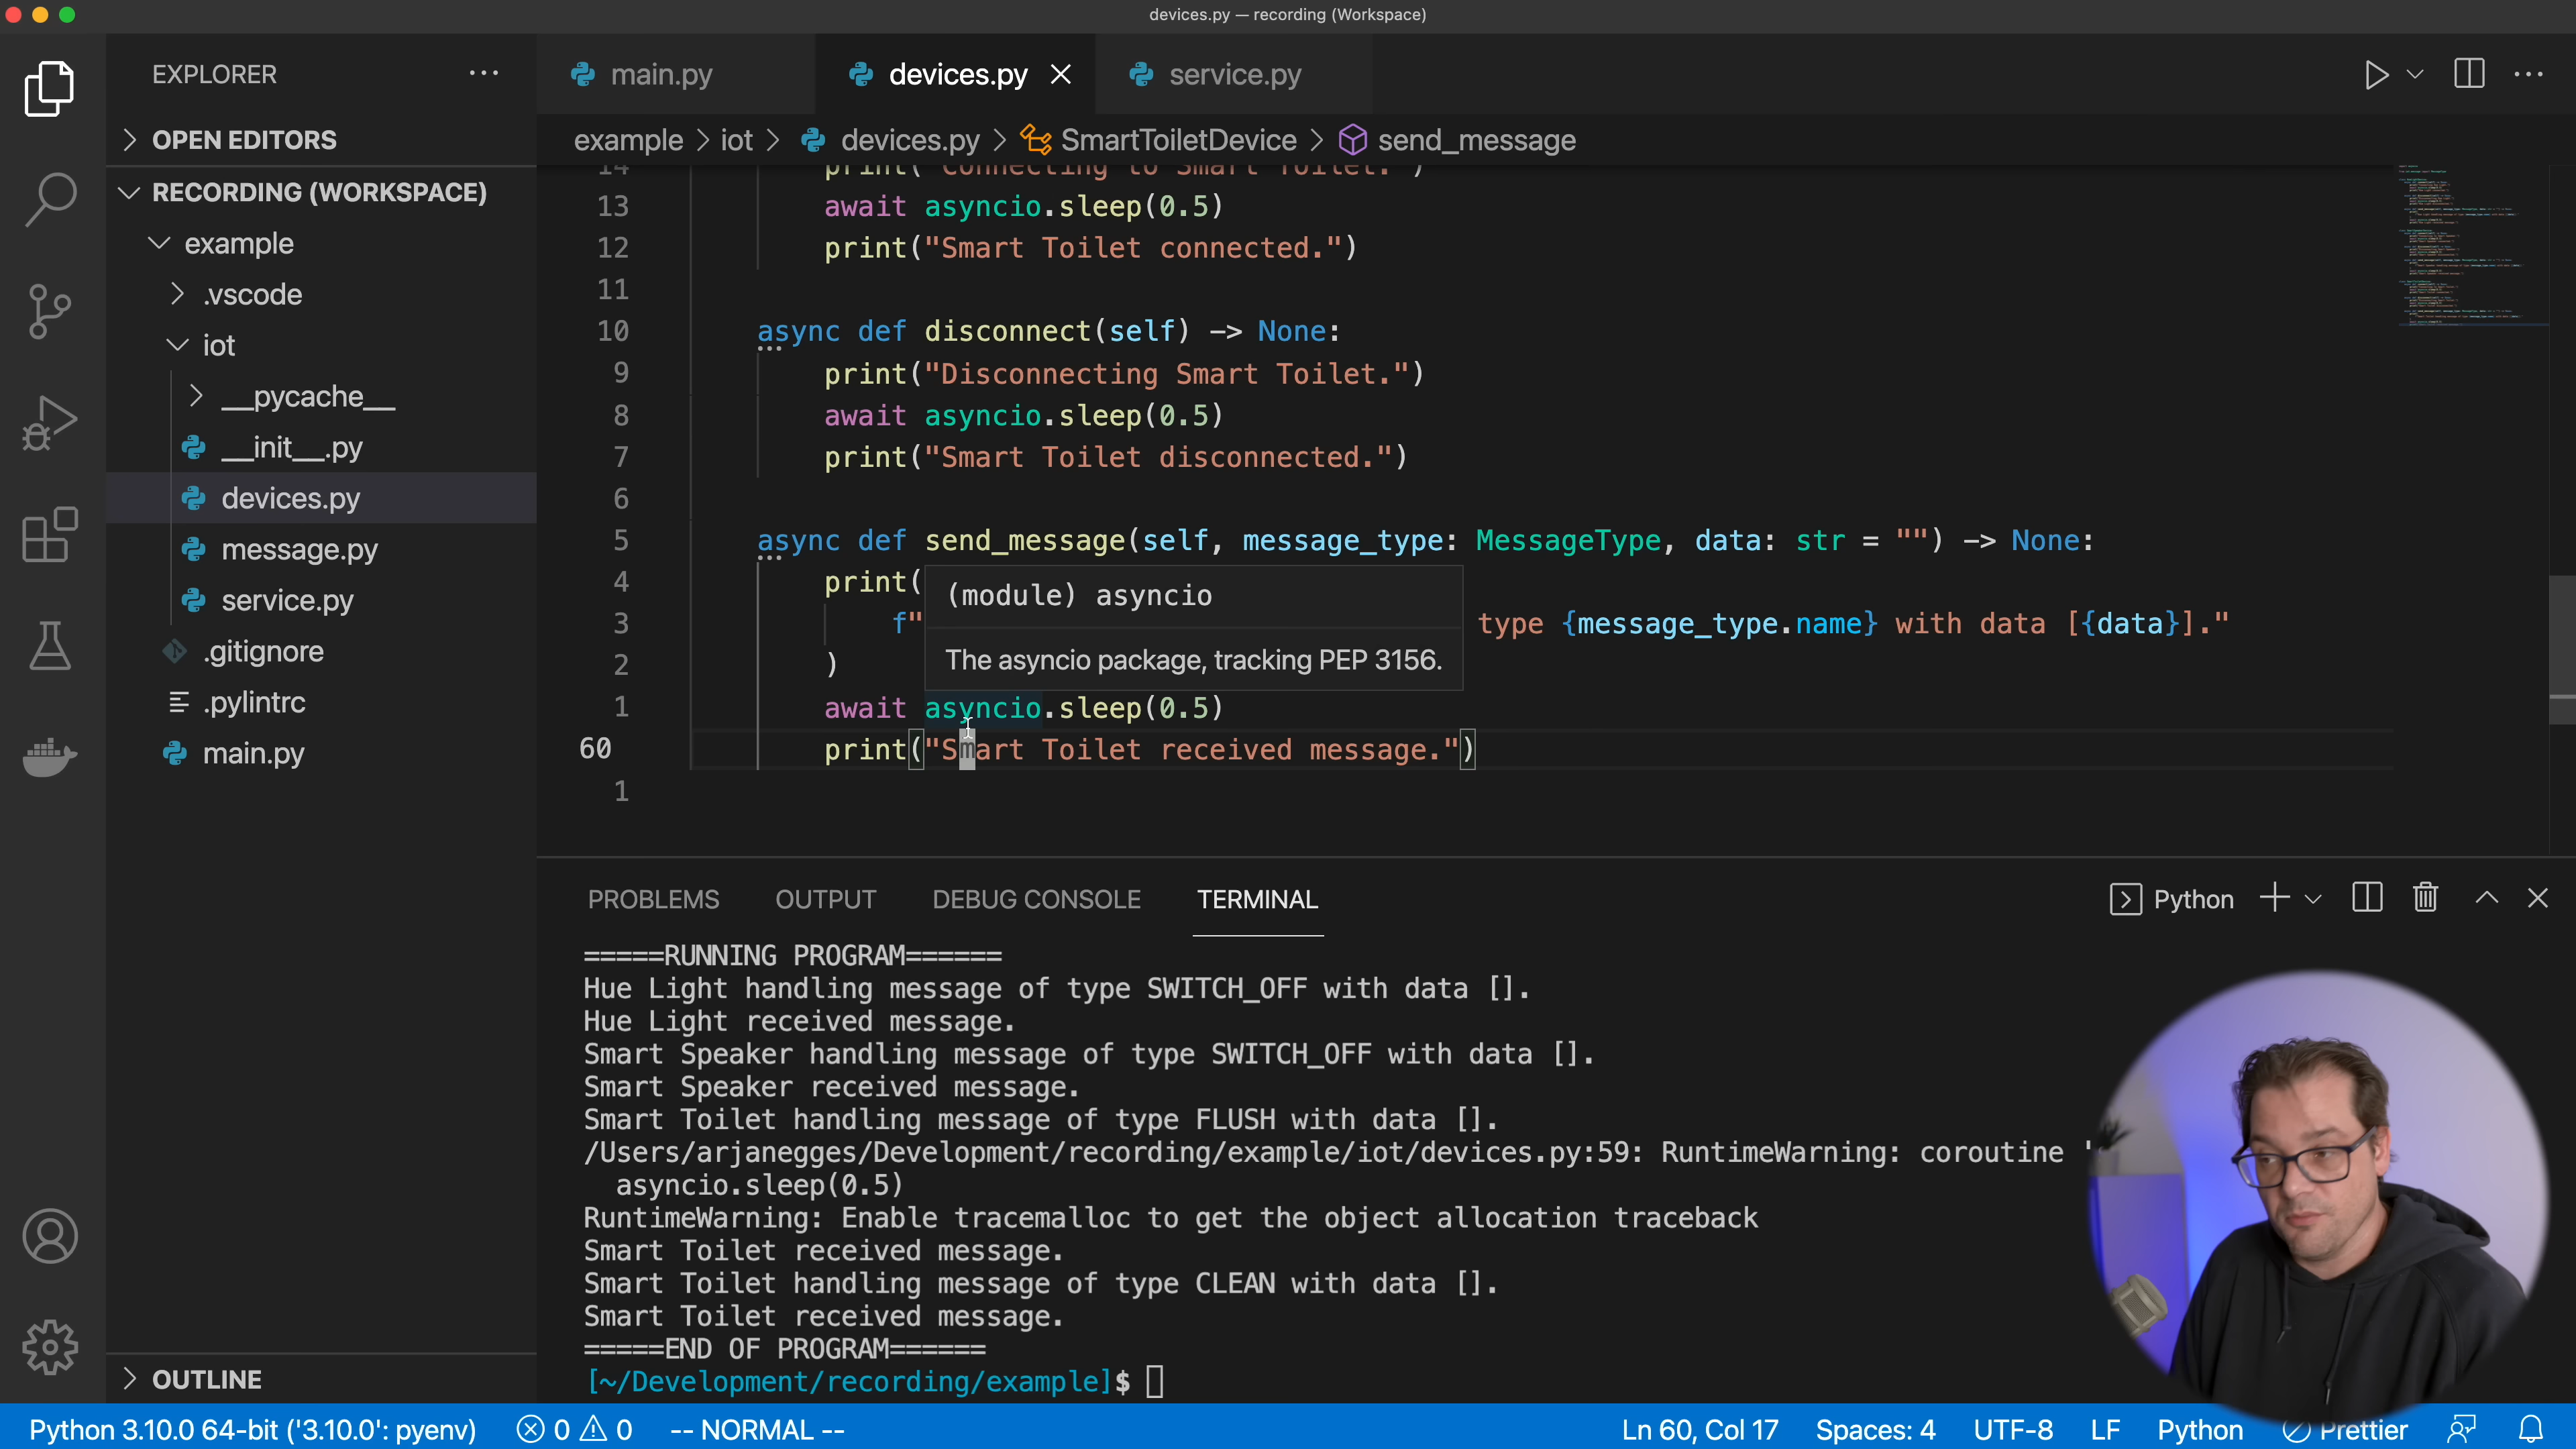 devices.py — recording (Workspace)
EXPLORER
OPEN EDITORS
RECORDING (WORKSPACE)
example
.vscode
iot
__pycache__
__init__.py
devices.py
message.py
service.py
.gitignore
.pylintrc
main.py
OUTLINE
main.py
devices.py
service.py
example > iot > devices.py > SmartToiletDevice > send_message
14 print("Connecting to Smart Toilet.")
13 await asyncio.sleep(0.5)
12 print("Smart Toilet connected.")
11
10 async def disconnect(self) -> None:
9 print("Disconnecting Smart Toilet.")
8 await asyncio.sleep(0.5)
7 print("Smart Toilet disconnected.")
6
5 async def send_message(self, message_type: MessageType, data: str = "") -> None:
4 print(
3 f" type {message_type.name} with data [{data}]."
2 )
1 await asyncio.sleep(0.5)
60 print("Smart Toilet received message.")
1
(module) asyncio
The asyncio package, tracking PEP 3156.
PROBLEMS OUTPUT DEBUG CONSOLE TERMINAL
Python
=====RUNNING PROGRAM======
Hue Light handling message of type SWITCH_OFF with data [].
Hue Light received message.
Smart Speaker handling message of type SWITCH_OFF with data [].
Smart Speaker received message.
Smart Toilet handling message of type FLUSH with data [].
/Users/arjanegges/Development/recording/example/iot/devices.py:59: RuntimeWarning: coroutine '
asyncio.sleep(0.5)
RuntimeWarning: Enable tracemalloc to get the object allocation traceback
Smart Toilet received message.
Smart Toilet handling message of type CLEAN with data [].
Smart Toilet received message.
=====END OF PROGRAM======
[~/Development/recording/example]$
Python 3.10.0 64-bit ('3.10.0': pyenv) 0 0 -- NORMAL -- Ln 60, Col 17 Spaces: 4 UTF-8 LF Python Prettier